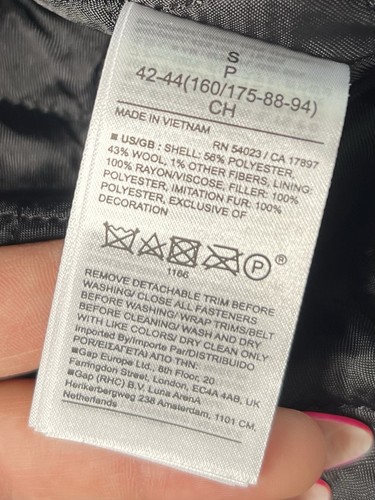 S
P
42-44(160/175-88-94)
CH
MADE IN VIETNAM
RN 54023 / CA 17897
■ US/GB : SHELL: 56% POLYESTER,
43% WOOL, 1% OTHER FIBERS, LINING:
100% RAYON/VISCOSE, FILLER: 100%
POLYESTER, IMITATION FUR: 100%
POLYESTER, EXCLUSIVE OF
DECORATION
P ®
1166
REMOVE DETACHABLE TRIM BEFORE
WASHING/ CLOSE ALL FASTENERS
BEFORE WASHING/ WRAP TRIMS/BELT
BEFORE CLEANING/ WASH AND DRY
WITH LIKE COLORS/ DRY CLEAN ONLY
Imported By/Importe Par/DISTRIBUIDO
POR/ΕΙΣΑΓΕΤΑΙ ΑΠΟ ΤΗΝ:
■Gap Europe Ltd., 8th Floor, 20
Farringdon Street, London, EC4A 4AB, UK
■Gap (RHC) B.V./ Luna ArenA/
Herikerbergweg 238 Amsterdam, 1101 CM,
Netherlands